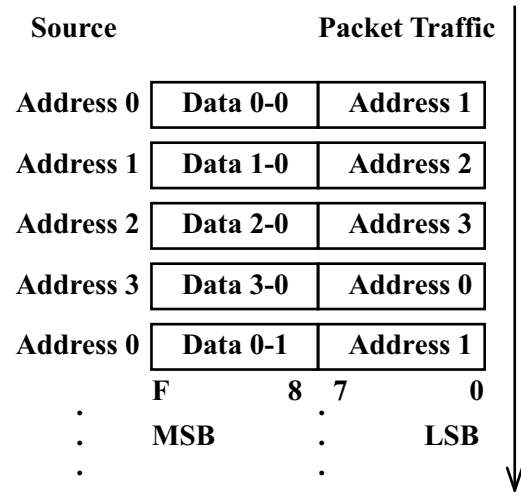 Source Packet Traffic
Address 0 Data 0-0 Address 1
Address 1 Data 1-0 Address 2
Address 2 Data 2-0 Address 3
Address 3 Data 3-0 Address 0
Address 0 Data 0-1 Address 1
F 8 7 0
. .
. MSB . LSB
. .